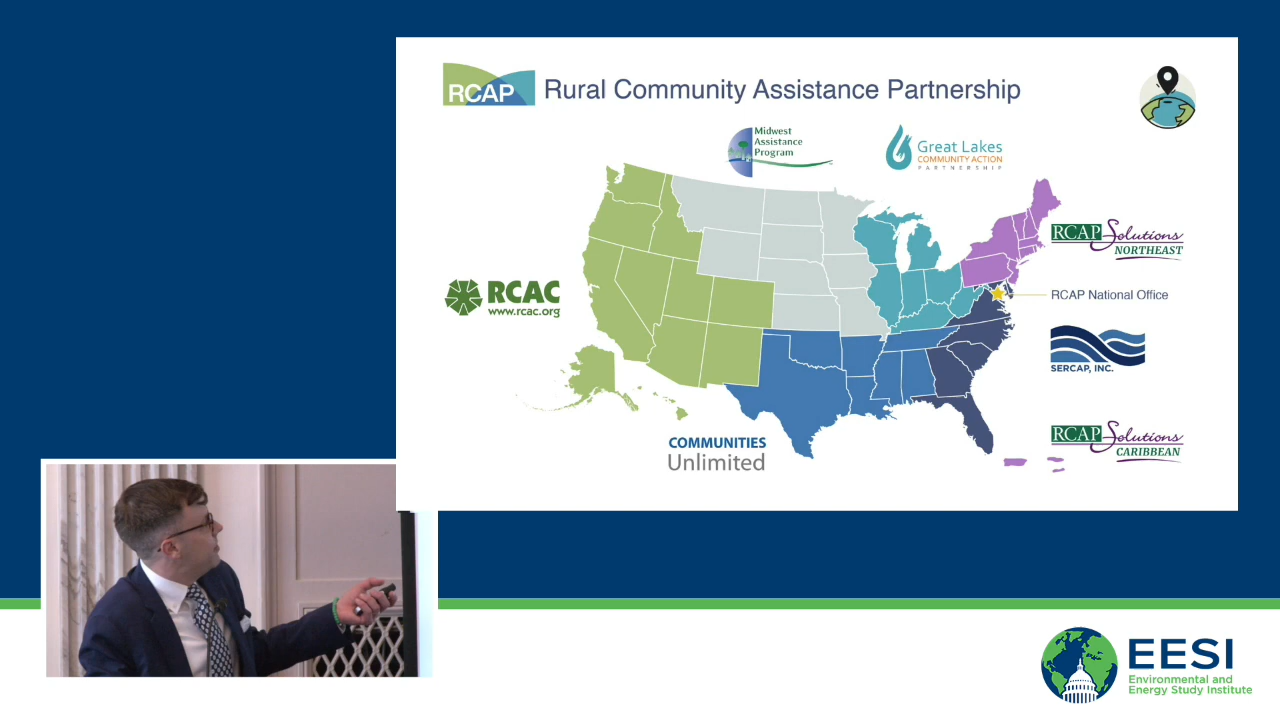 RCAP Rural Community Assistance Partnership
Midwest
Assistance
Program
Great Lakes
COMMUNITY ACTION
PARTNERSHIP
RCAP Solutions
NORTHEAST
RCAC
www.rcac.org
RCAP National Office
SERCAP, INC.
COMMUNITIES
Unlimited
RCAP Solutions
CARIBBEAN
EESI
Environmental and
Energy Study Institute